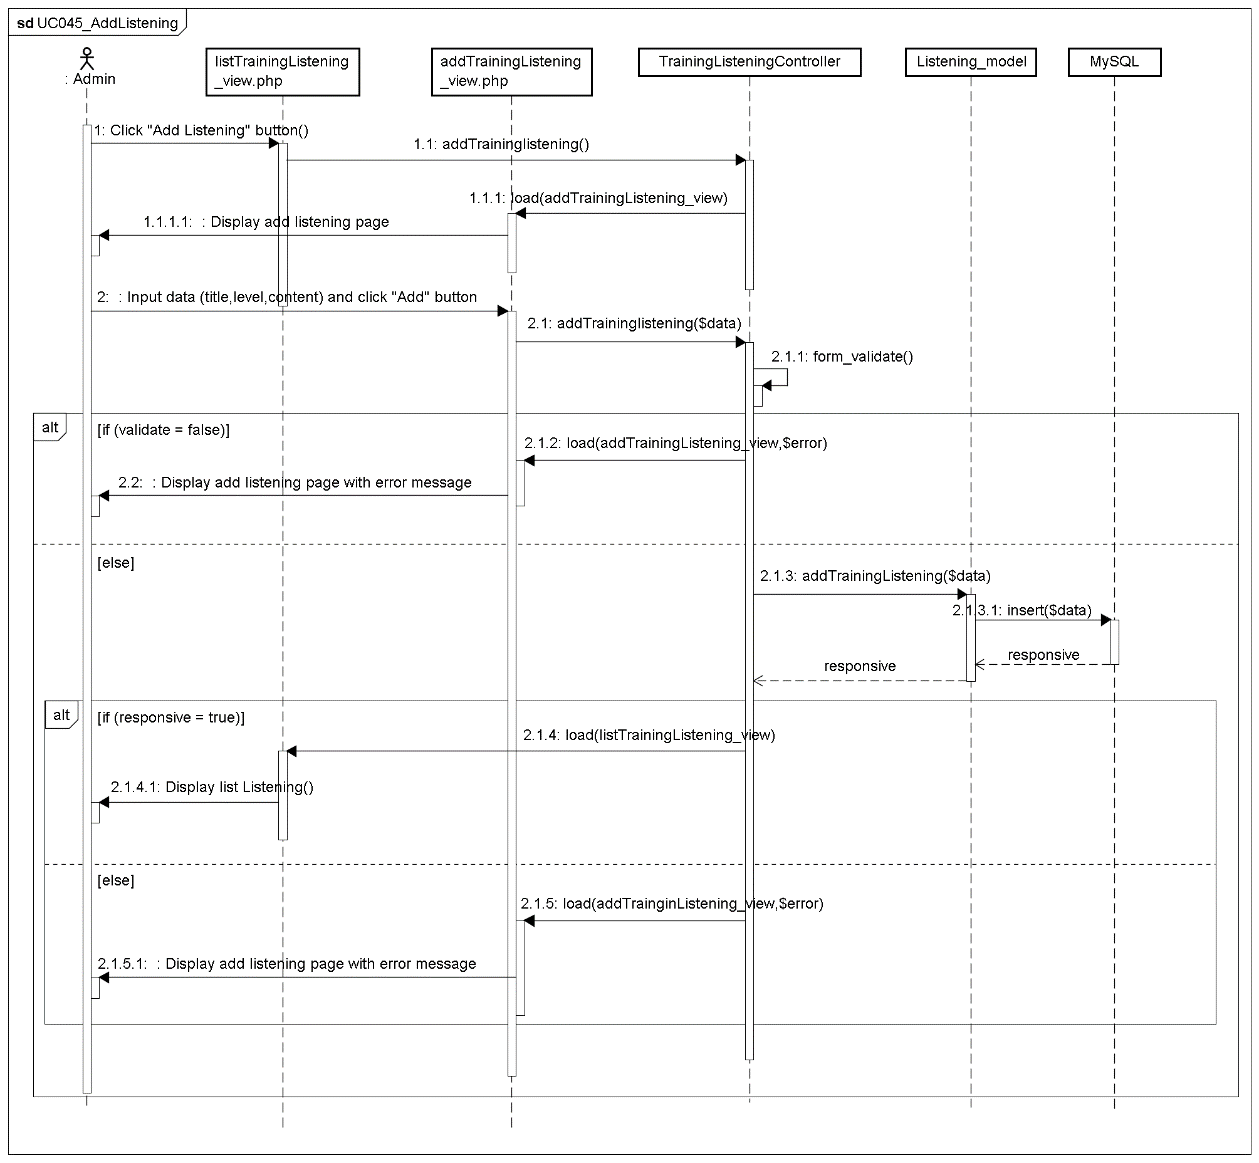 sd UC045_AddListening
: Admin
listTrainingListening
_view.php
addTrainingListening
_view.php
TrainingListeningController
Listening_model
MySQL
1: Click "Add Listening" button()
1.1: addTraininglistening()
1.1.1: load(addTrainingListening_view)
1.1.1.1:  : Display add listening page
2:  : Input data (title,level,content) and click "Add" button
2.1: addTraininglistening($data)
2.1.1: form_validate()
alt
[if (validate = false)]
2.1.2: load(addTrainingListening_view,$error)
2.2:  : Display add listening page with error message
[else]
2.1.3: addTrainingListening($data)
2.1.3.1: insert($data)
responsive
responsive
alt
[if (responsive = true)]
2.1.4: load(listTrainingListening_view)
2.1.4.1: Display list Listening()
[else]
2.1.5: load(addTrainginListening_view,$error)
2.1.5.1:  : Display add listening page with error message